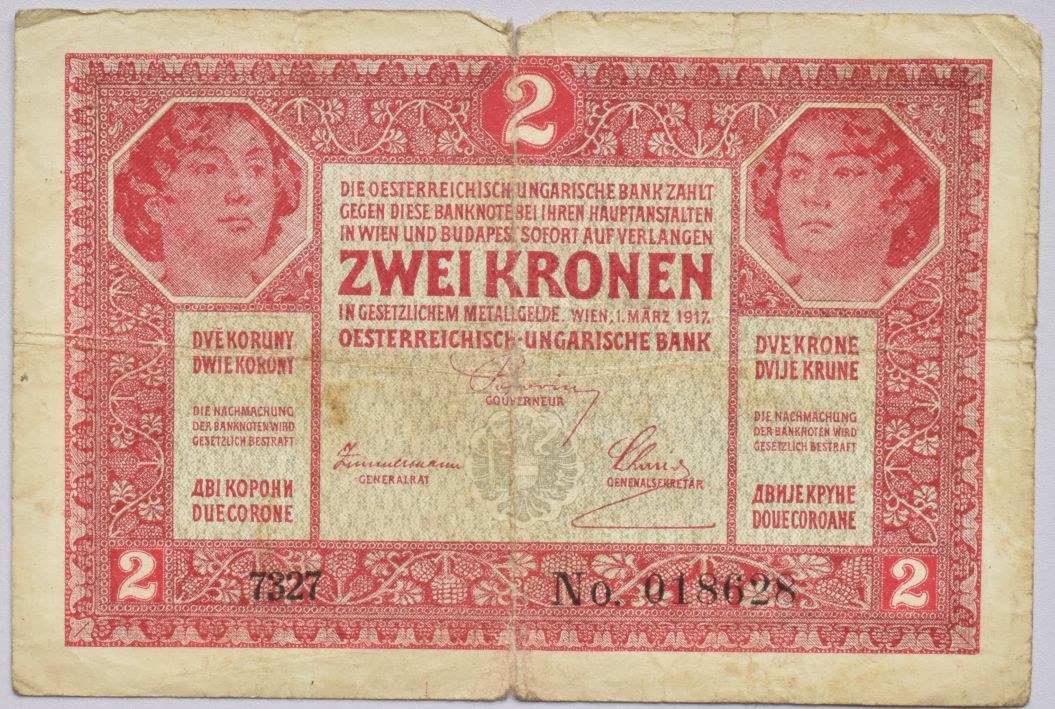 2
DIE OESTERREICHISCH-UNGARISCHE BANK ZAHLT
GEGEN DIESE BANKNOTE BEI IHREN HAUPTANSTALTEN
IN WIEN UND BUDAPEST SOFORT AUF VERLANGEN
ZWEI KRONEN
IN GESETZLICHEM METALLGELDE. WIEN, 1. MÄRZ 1917.
OESTERREICHISCH-UNGARISCHE BANK
GOUVERNEUR
Zimmermann
GENERALRAT
GENERALSEKRETÄR
DVĚ KORUNY
DWIE KORONY
DIE NACHMACHUNG
DER BANKNOTEN WIRD
GESETZLICH BESTRAFT
ДВІ КОРОНИ
DUE CORONE
DVE KRONE
DVIJE KRUNE
DIE NACHMACHUNG
DER BANKNOTEN WIRD
GESETZLICH BESTRAFT
ДВИЈЕ КРУНЕ
DOUE COROANE
2
7327
No. 018628
2